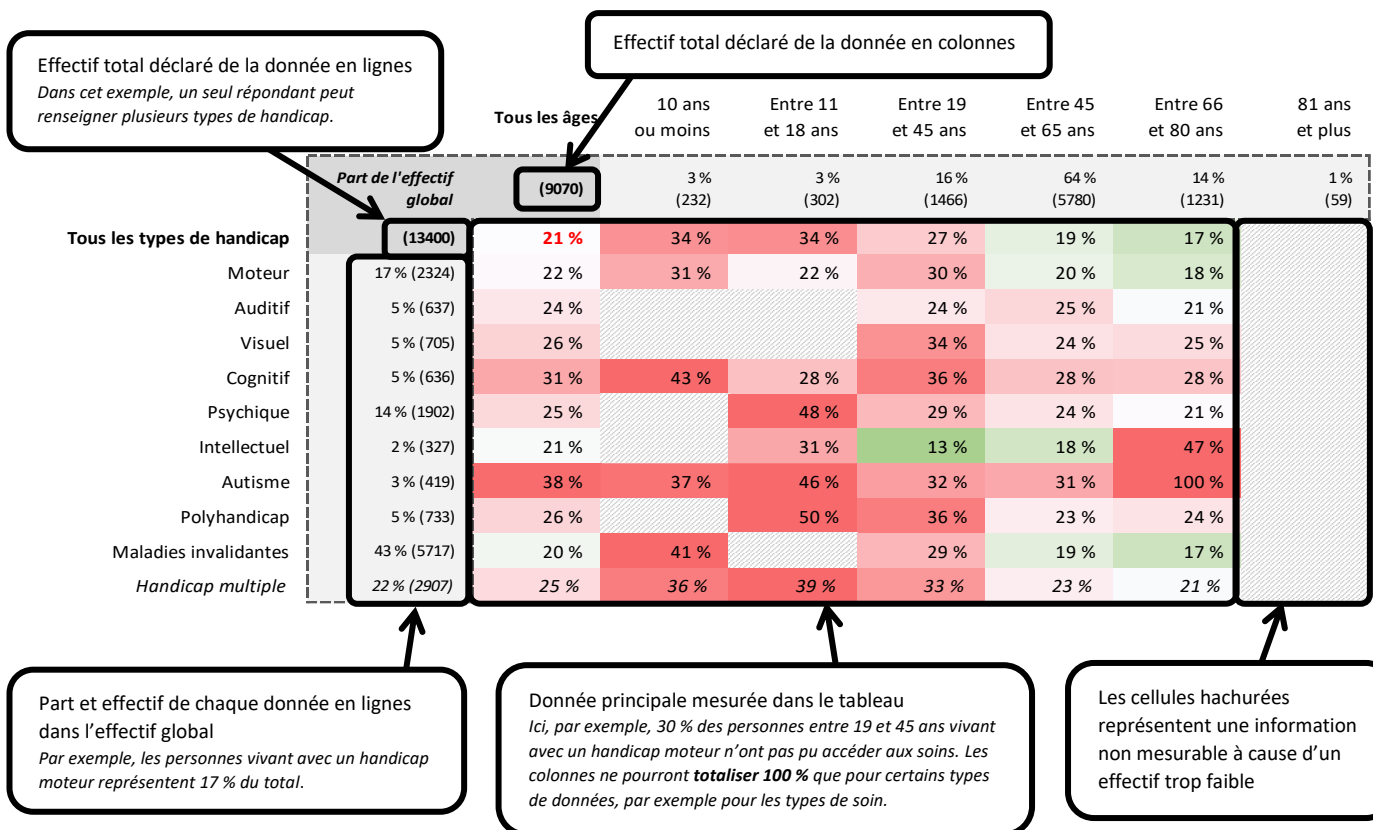 Effectif total déclaré de la donnée en lignes
Dans cet exemple, un seul répondant peut
renseigner plusieurs types de handicap.
Effectif total déclaré de la donnée en colonnes
Tous les âges
10 ans
ou moins
Entre 11
et 18 ans
Entre 19
et 45 ans
Entre 45
et 65 ans
Entre 66
et 80 ans
81 ans
et plus
Part de l'effectif
global
(9070)
3 %
(232)
3 %
(302)
16 %
(1466)
64 %
(5780)
14 %
(1231)
1 %
(59)
Tous les types de handicap (13400) 21 % 34 % 34 % 27 % 19 % 17 %
Moteur 17 % (2324) 22 % 31 % 22 % 30 % 20 % 18 %
Auditif 5 % (637) 24 % 24 % 25 % 21 %
Visuel 5 % (705) 26 % 34 % 24 % 25 %
Cognitif 5 % (636) 31 % 43 % 28 % 36 % 28 % 28 %
Psychique 14 % (1902) 25 % 48 % 29 % 24 % 21 %
Intellectuel 2 % (327) 21 % 31 % 13 % 18 % 47 %
Autisme 3 % (419) 38 % 37 % 46 % 32 % 31 % 100 %
Polyhandicap 5 % (733) 26 % 50 % 36 % 23 % 24 %
Maladies invalidantes 43 % (5717) 20 % 41 % 29 % 19 % 17 %
Handicap multiple 22 % (2907) 25 % 36 % 39 % 33 % 23 % 21 %
Part et effectif de chaque donnée en lignes
dans l’effectif global
Par exemple, les personnes vivant avec un handicap
moteur représentent 17 % du total.
Donnée principale mesurée dans le tableau
Ici, par exemple, 30 % des personnes entre 19 et 45 ans vivant
avec un handicap moteur n’ont pas pu accéder aux soins. Les
colonnes ne pourront totaliser 100 % que pour certains types
de données, par exemple pour les types de soin.
Les cellules hachurées
représentent une information
non mesurable à cause d’un
effectif trop faible